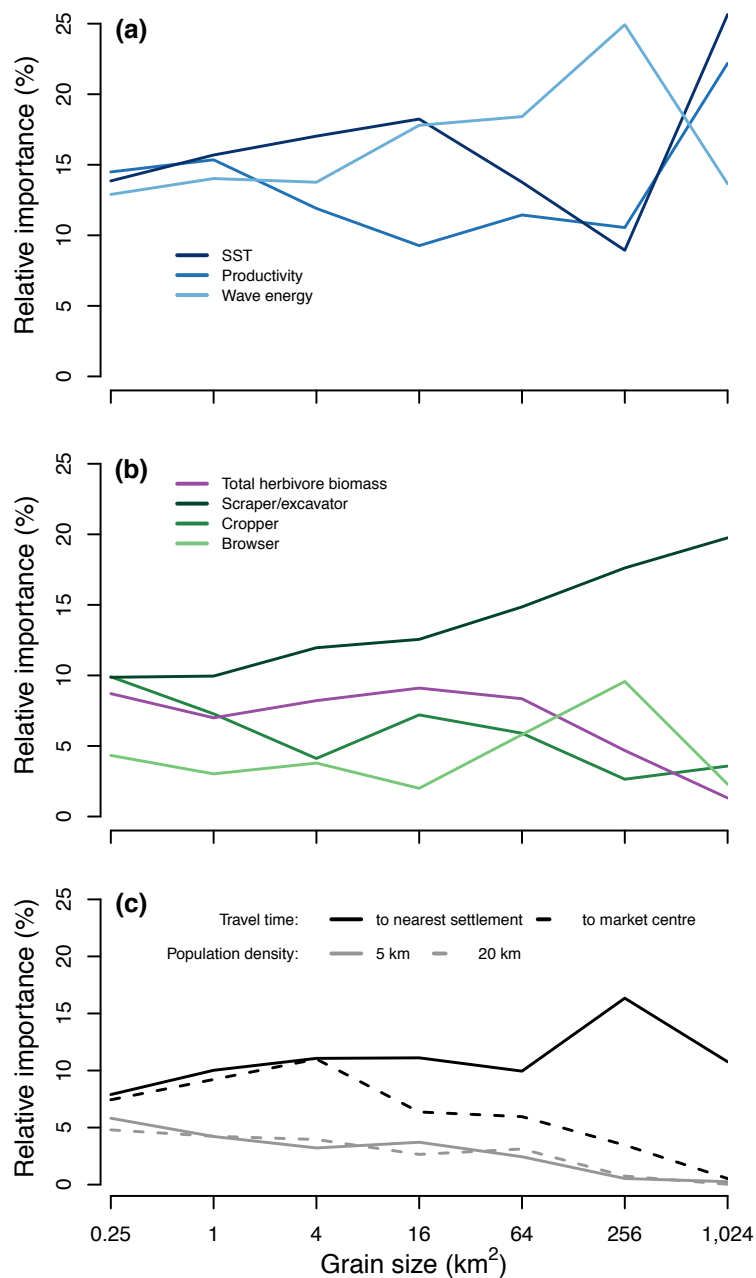 (a)
25
20
15
10
5
0
Relative importance (%)
SST
Productivity
Wave energy
(b)
25
20
15
10
5
0
Relative importance (%)
Total herbivore biomass
Scraper/excavator
Cropper
Browser
(c)
25
20
15
10
5
0
Relative importance (%)
Travel time: to nearest settlement to market centre
Population density: 5 km 20 km
0.25 1 4 16 64 256 1,024
Grain size (km²)